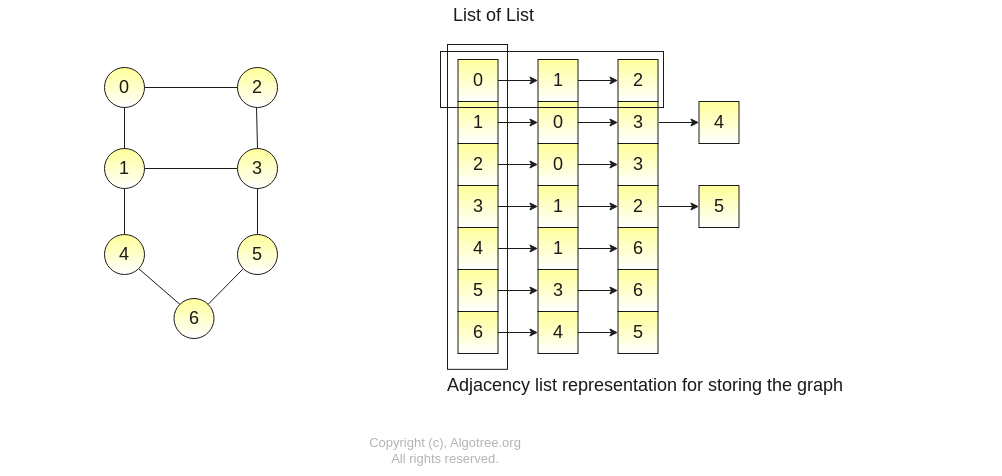 List of List
0 2
1 3
4 5
6
0 1 2
1 0 3 4
2 0 3
3 1 2 5
4 1 6
5 3 6
6 4 5
Adjacency list representation for storing the graph
Copyright (c), Algotree.org
All rights reserved.